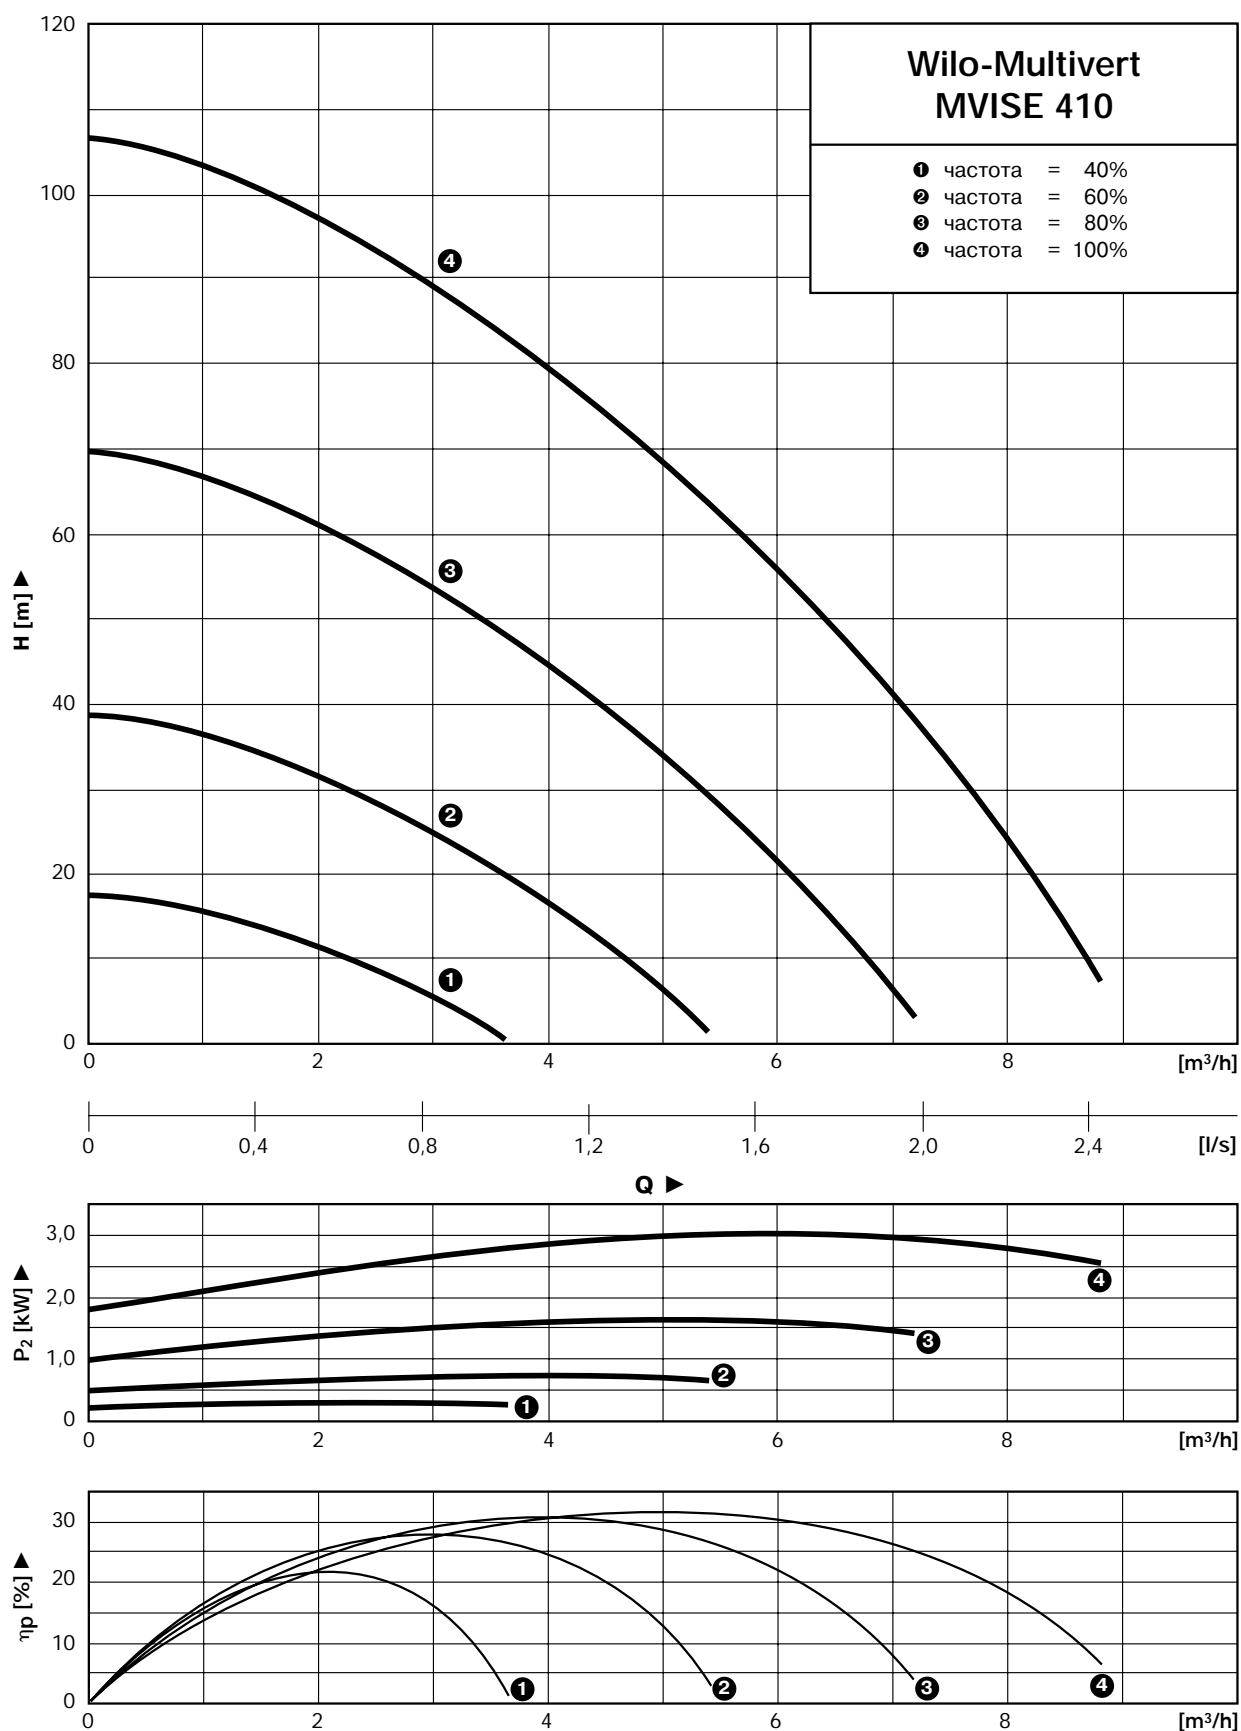 120
100
80
60
40
20
0
H [m] ▶
Wilo-Multivert
MVISE 410
❶ частота = 40%
❷ частота = 60%
❸ частота = 80%
❹ частота = 100%
❹
❸
❷
❶
0 2 4 6 8 [m³/h]
0 0,4 0,8 1,2 1,6 2,0 2,4 [l/s]
Q ▶
3,0
2,0
1,0
0
P₂ [kW] ▶
❹
❸
❷
❶
0 2 4 6 8 [m³/h]
30
20
10
0
ηp [%] ▶
❶ ❷ ❸ ❹
0 2 4 6 8 [m³/h]